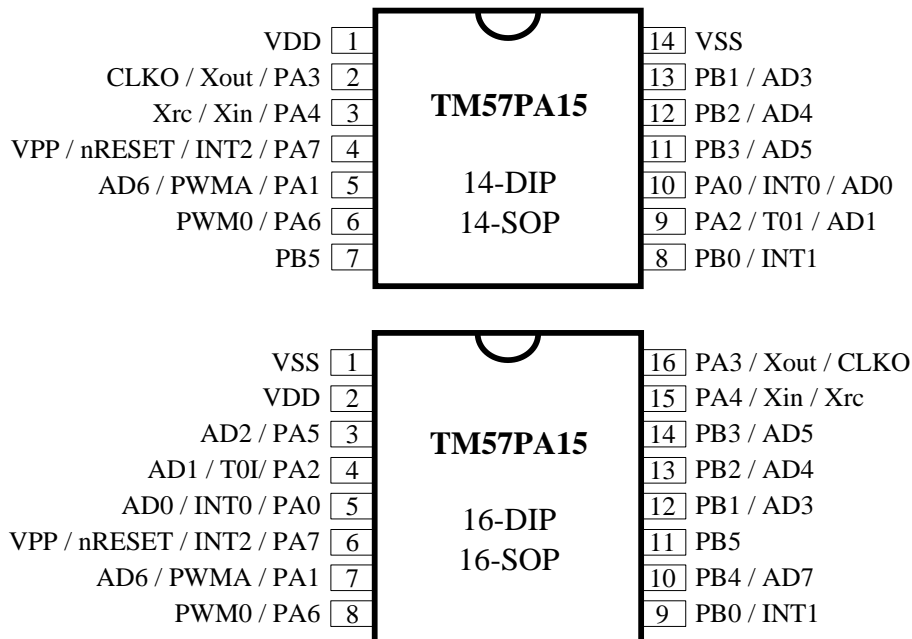 VDD 1
CLKO / Xout / PA3 2
Xrc / Xin / PA4 3
VPP / nRESET / INT2 / PA7 4
AD6 / PWMA / PA1 5
PWM0 / PA6 6
PB5 7
TM57PA15
14-DIP
14-SOP
14 VSS
13 PB1 / AD3
12 PB2 / AD4
11 PB3 / AD5
10 PA0 / INT0 / AD0
9 PA2 / T01 / AD1
8 PB0 / INT1
VSS 1
VDD 2
AD2 / PA5 3
AD1 / T0I/ PA2 4
AD0 / INT0 / PA0 5
VPP / nRESET / INT2 / PA7 6
AD6 / PWMA / PA1 7
PWM0 / PA6 8
TM57PA15
16-DIP
16-SOP
16 PA3 / Xout / CLKO
15 PA4 / Xin / Xrc
14 PB3 / AD5
13 PB2 / AD4
12 PB1 / AD3
11 PB5
10 PB4 / AD7
9 PB0 / INT1